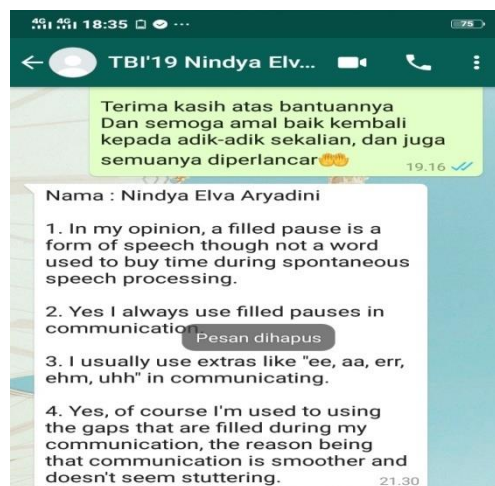 4G 4G 18:35 ...
75
TBI'19 Nindya Elv...
Terima kasih atas bantuannya
Dan semoga amal baik kembali
kepada adik-adik sekalian, dan juga
semuanya diperlancar🤲🤲
19.16
Nama : Nindya Elva Aryadini
1. In my opinion, a filled pause is a
form of speech though not a word
used to buy time during spontaneous
speech processing.
2. Yes I always use filled pauses in
communication.
Pesan dihapus
3. I usually use extras like "ee, aa, err,
ehm, uhh" in communicating.
4. Yes, of course I'm used to using
the gaps that are filled during my
communication, the reason being
that communication is smoother and
doesn't seem stuttering.
21.30